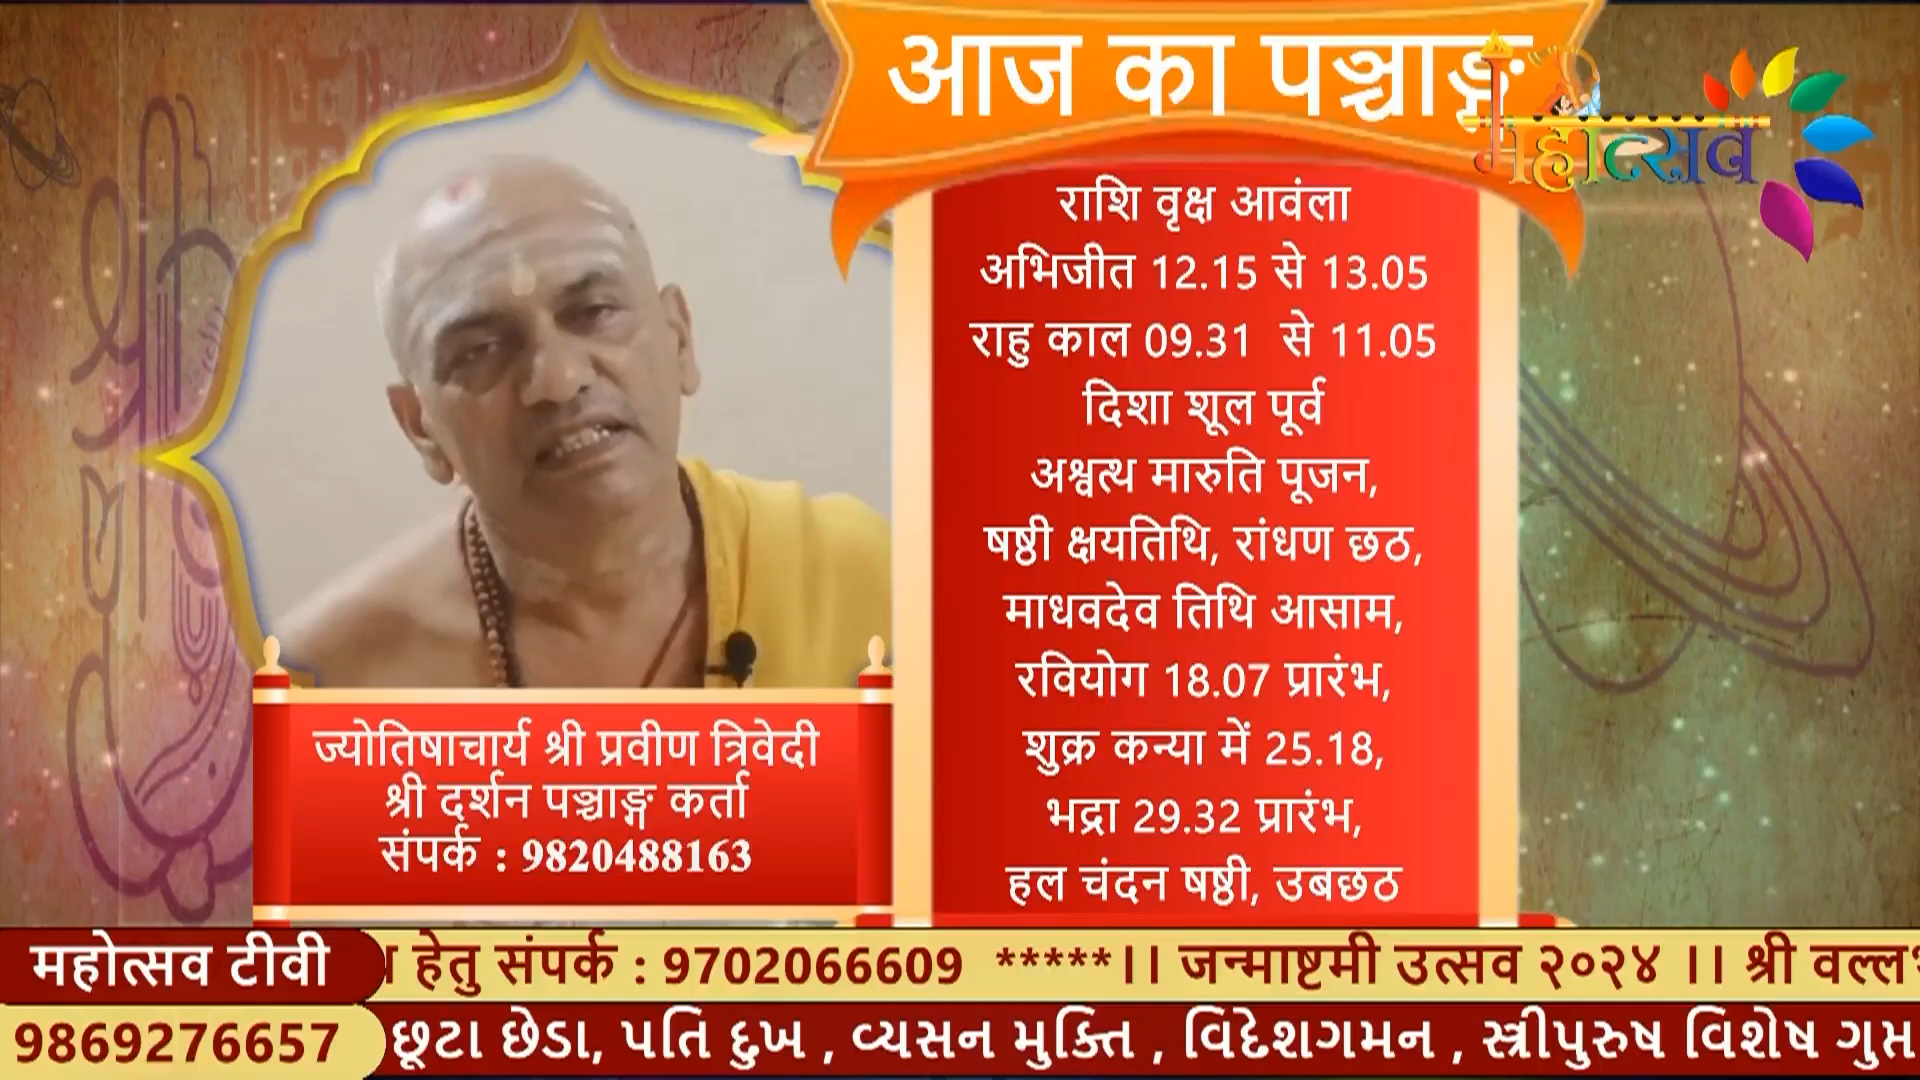 आज का पञ्चाङ्ग
महोत्सव
राशि वृक्ष आवंला
अभिजीत 12.15 से 13.05
राहु काल 09.31 से 11.05
दिशा शूल पूर्व
अश्वत्थ मारुति पूजन,
षष्ठी क्षयतिथि, रांधण छठ,
माधवदेव तिथि आसाम,
रवियोग 18.07 प्रारंभ,
शुक्र कन्या में 25.18,
भद्रा 29.32 प्रारंभ,
हल चंदन षष्ठी, उबछठ
ज्योतिषाचार्य श्री प्रवीण त्रिवेदी
श्री दर्शन पञ्चाङ्ग कर्ता
संपर्क : 9820488163
महोत्सव टीवी
हेतु संपर्क : 9702066609 *****।। जन्माष्टमी उत्सव २०२४ ।। श्री
9869276657
છૂટા છેડા, પતિ દુખ , વ્યસન મુક્તિ , વિદેશગમન , સ્ત્રીપુરુષ વિશેષ ગુપ્ત